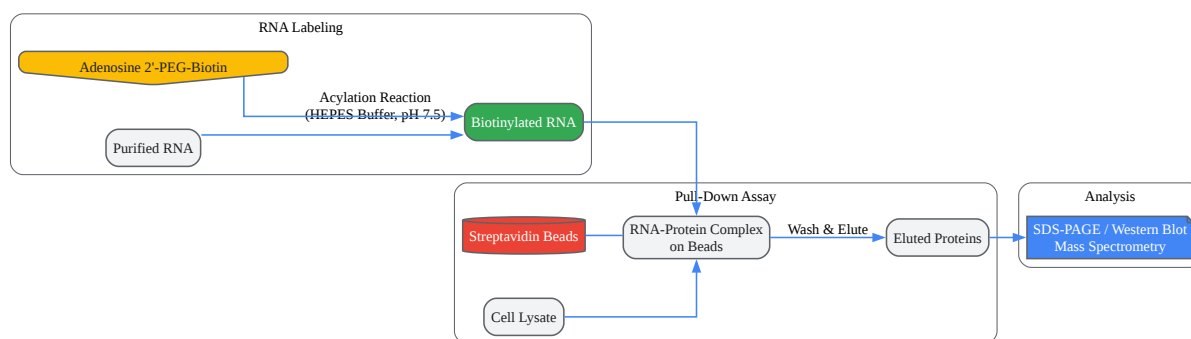 RNA Labeling
Adenosine 2'-PEG-Biotin
Acylation Reaction
(HEPES Buffer, pH 7.5)
Biotinylated RNA
Purified RNA
Pull-Down Assay
Streptavidin Beads
RNA-Protein Complex
on Beads
Wash & Elute
Eluted Proteins
Cell Lysate
Analysis
SDS-PAGE / Western Blot
Mass Spectrometry